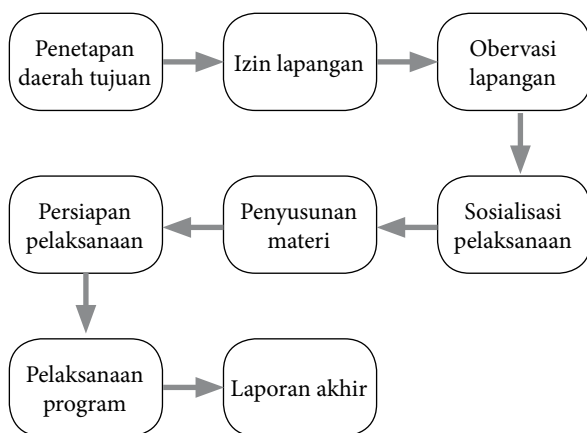 Penetapan
daerah tujuan
Izin lapangan
Obervasi
lapangan
Sosialisasi
pelaksanaan
Penyusunan
materi
Persiapan
pelaksanaan
Pelaksanaan
program
Laporan akhir